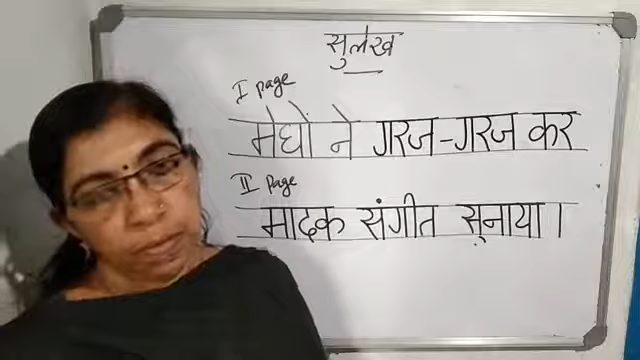 सुलेख
I page
मेघों ने गरज-गरज कर
II page
मादक संगीत सुनाया।